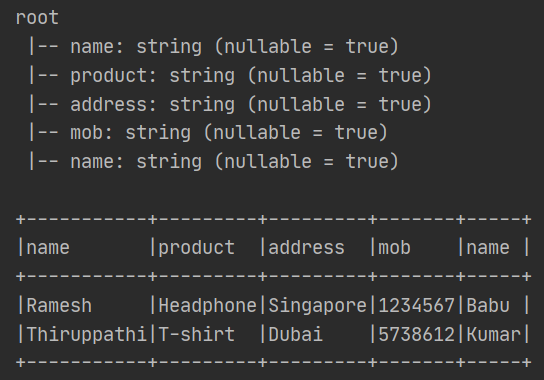 root
 |-- name: string (nullable = true)
 |-- product: string (nullable = true)
 |-- address: string (nullable = true)
 |-- mob: string (nullable = true)
 |-- name: string (nullable = true)

+-----------+---------+---------+-------+-----+
|name       |product  |address  |mob    |name |
+-----------+---------+---------+-------+-----+
|Ramesh     |Headphone|Singapore|1234567|Babu |
|Thiruppathi|T-shirt  |Dubai    |5738612|Kumar|
+-----------+---------+---------+-------+-----+